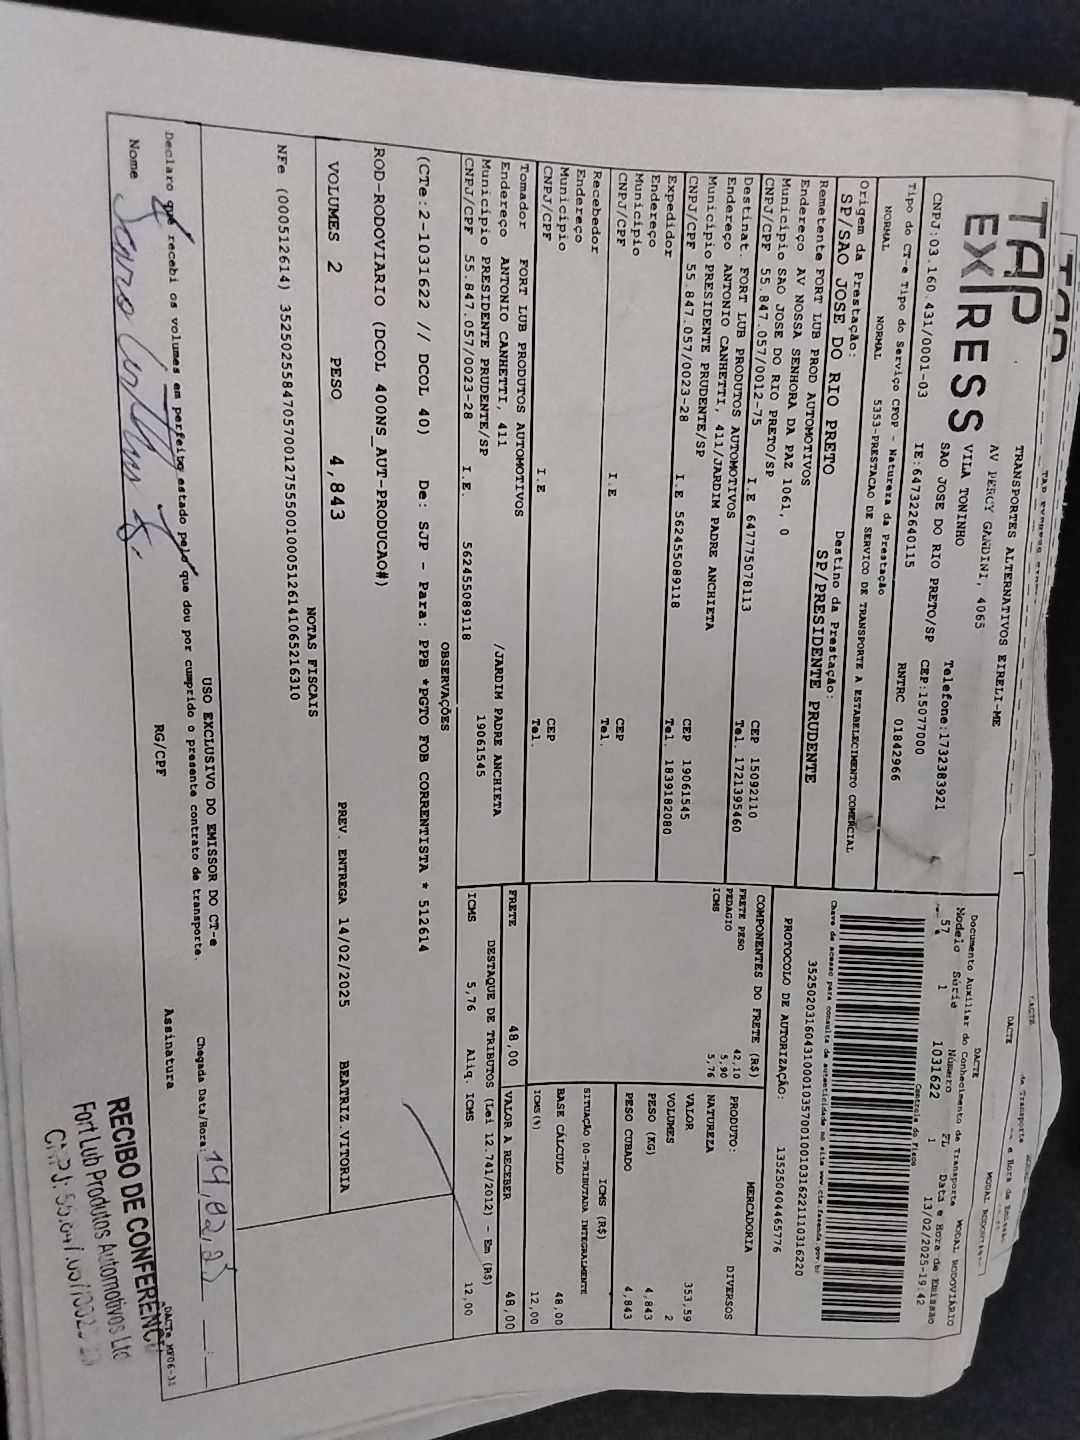 TAP
EXPRESS
TRANSPORTES ALTERNATIVOS EIRELI-ME
AV PERCY GANDINI, 4065
VILA TONINHO
SAO JOSE DO RIO PRETO/SP
Telefone:1732383921
CEP:15077000
CNPJ:03.160.431/0001-03
IE:647322640115
RNTRC 01842966
DACTE
Documento Auxiliar do Conhecimento de Transporte
MODAL RODOVIÁRIO
Modelo Série Número FL Data e Hora de Emissão
57 1 1031622 1 13/02/2025-19:42
Controle do Fisco
Chave de acesso para consulta de autenticidade no site www.cte.fazenda.gov.br
PROTOCOLO DE AUTORIZAÇÃO: 135250404465776
Tipo do CT-e Tipo do Serviço CFOP - Natureza da Prestação
NORMAL NORMAL 5353-PRESTACAO DE SERVICO DE TRANSPORTE A ESTABELECIMENTO COMERCIAL
Origem da Prestação: Destino da Prestação:
SP/SAO JOSE DO RIO PRETO SP/PRESIDENTE PRUDENTE
Remetente FORT LUB PROD AUTOMOTIVOS
Endereço AV NOSSA SENHORA DA PAZ 1061, 0
Município SAO JOSE DO RIO PRETO/SP CEP 15092110
CNPJ/CPF 55.847.057/0012-75 I.E 647775078113 Tel. 1721395460
Destinat. FORT LUB PRODUTOS AUTOMOTIVOS
Endereço ANTONIO CANHETTI, 411/JARDIM PADRE ANCHIETA
Município PRESIDENTE PRUDENTE/SP CEP 19061545
CNPJ/CPF 55.847.057/0023-28 I.E 562455089118 Tel. 1839182080
Expedidor
Endereço
Município CEP
CNPJ/CPF I.E Tel.
Recebedor
Endereço
Município CEP
CNPJ/CPF I.E Tel.
Tomador FORT LUB PRODUTOS AUTOMOTIVOS
Endereço ANTONIO CANHETTI, 411 /JARDIM PADRE ANCHIETA
Município PRESIDENTE PRUDENTE/SP 19061545
CNPJ/CPF 55.847.057/0023-28 I.E. 562455089118
COMPONENTES DO FRETE (R$)
FRETE PESO 42,10
PEDAGIO 5,90
ICMS 5,76
MERCADORIA
PRODUTO: DIVERSOS
NATUREZA
VALOR 353,59
VOLUMES 2
PESO (KG) 4,843
PESO CUBADO 4,843
ICMS (R$)
SITUAÇÃO 00-TRIBUTADA INTEGRALMENTE
BASE CÁLCULO 48,00
ICMS(%) 12,00
FRETE 48,00 VALOR A RECEBER 48,00
DESTAQUE DE TRIBUTOS (Lei 12.741/2012) - Em (R$)
ICMS 5,76 Aliq. ICMS 12,00
OBSERVAÇÕES
(CTe:2-1031622 // DCOL 40) De: SJP - Para: PPB *PGTO FOB CORRENTISTA * 512614
ROD-RODOVIARIO (DCOL 400NS_AUT-PRODUCAO#)
VOLUMES 2 PESO 4,843 PREV. ENTREGA 14/02/2025 BEATRIZ.VITORIA
NOTAS FISCAIS
USO EXCLUSIVO DO EMISSOR DO CT-e
Declaro que recebi os volumes em perfeito estado pelo que dou por cumprido o presente contrato de transporte.
Chegada Data/Hora: 14,02,25
Nome RG/CPF Assinatura
DACTe MF06-31
RECIBO DE CONFERENC
Fort Lub Produtos Automotivos Lt